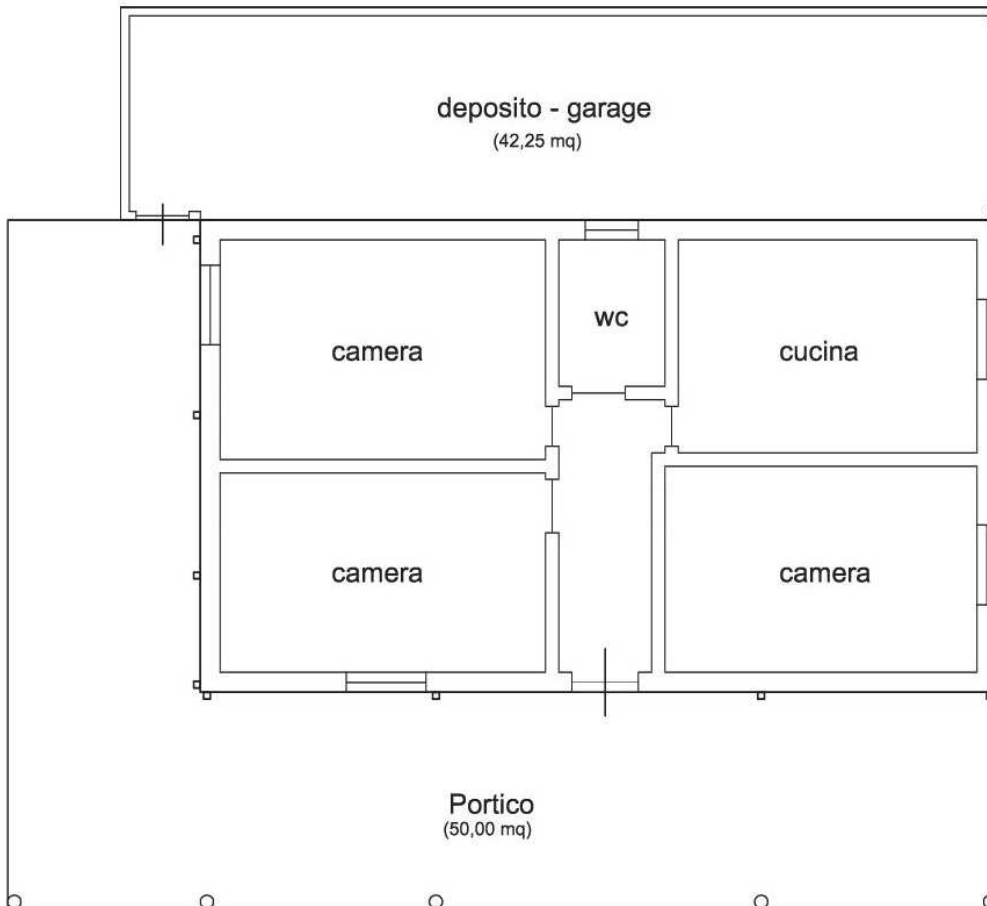 deposito - garage
(42,25 mq)
wc
camera
cucina
camera
camera
Portico
(50,00 mq)